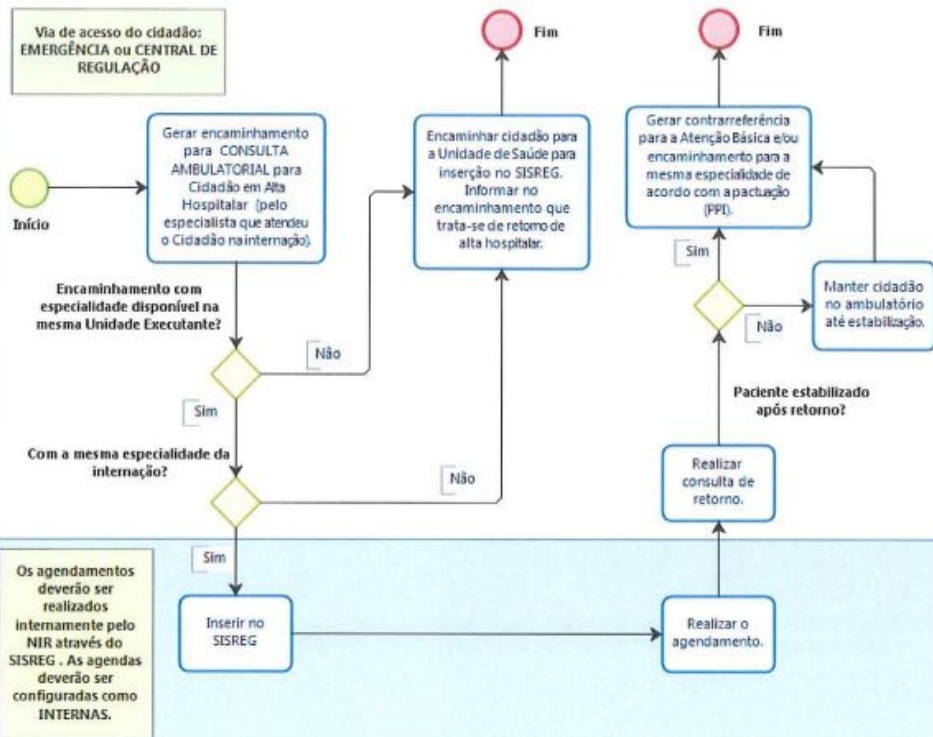 Via de acesso do cidadão:
EMERGÊNCIA ou CENTRAL DE
REGULAÇÃO
Fim
Fim
Gerar encaminhamento
para CONSULTA
AMBULATORIAL para
Cidadão em Alta
Hospitalar (pelo
especialista que atendeu
o Cidadão na internação).
Encaminhar cidadão para
a Unidade de Saúde para
inserção no SISREG.
Informar no
encaminhamento que
trata-se de retorno de
alta hospitalar.
Gerar contrarreferência
para a Atenção Básica e/ou
encaminhamento para a
mesma especialidade de
acordo com a pactuação
(PPI).
Início
Sim
Manter cidadão
no ambulatório
até estabilização.
Encaminhamento com
especialidade disponível na
mesma Unidade Executante?
Não
Não
Sim
Paciente estabilizado
após retorno?
Com a mesma especialidade da
internação?
Não
Realizar
consulta de
retorno.
Sim
Os agendamentos
deverão ser
realizados
internamente pelo
NIR através do
SISREG . As agendas
deverão ser
configuradas como
INTERNAS.
Inserir no
SISREG
Realizar o
agendamento.